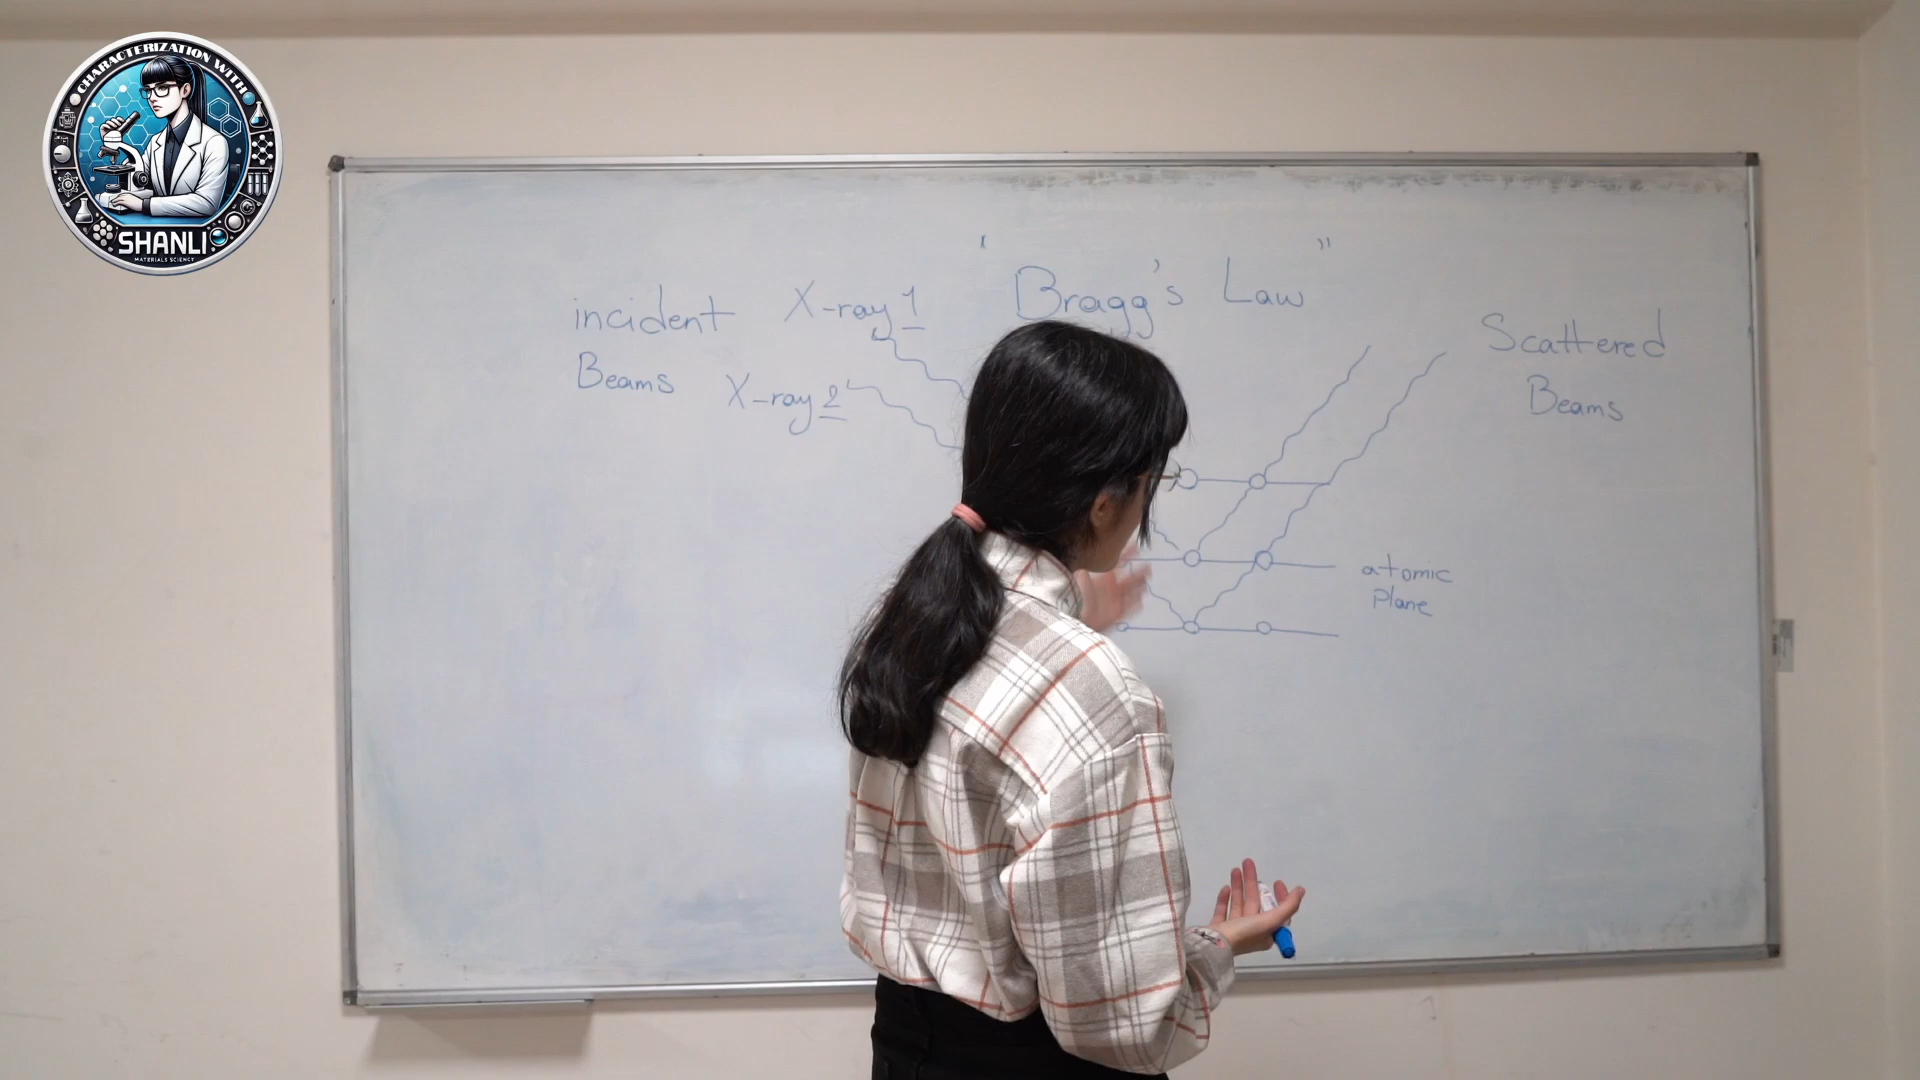 CHARACTERIZATION WITH
SHANLI
MATERIALS SCIENCE
" Bragg's Law "
incident X-ray 1
Beams X-ray 2
Scattered
Beams
atomic
Plane